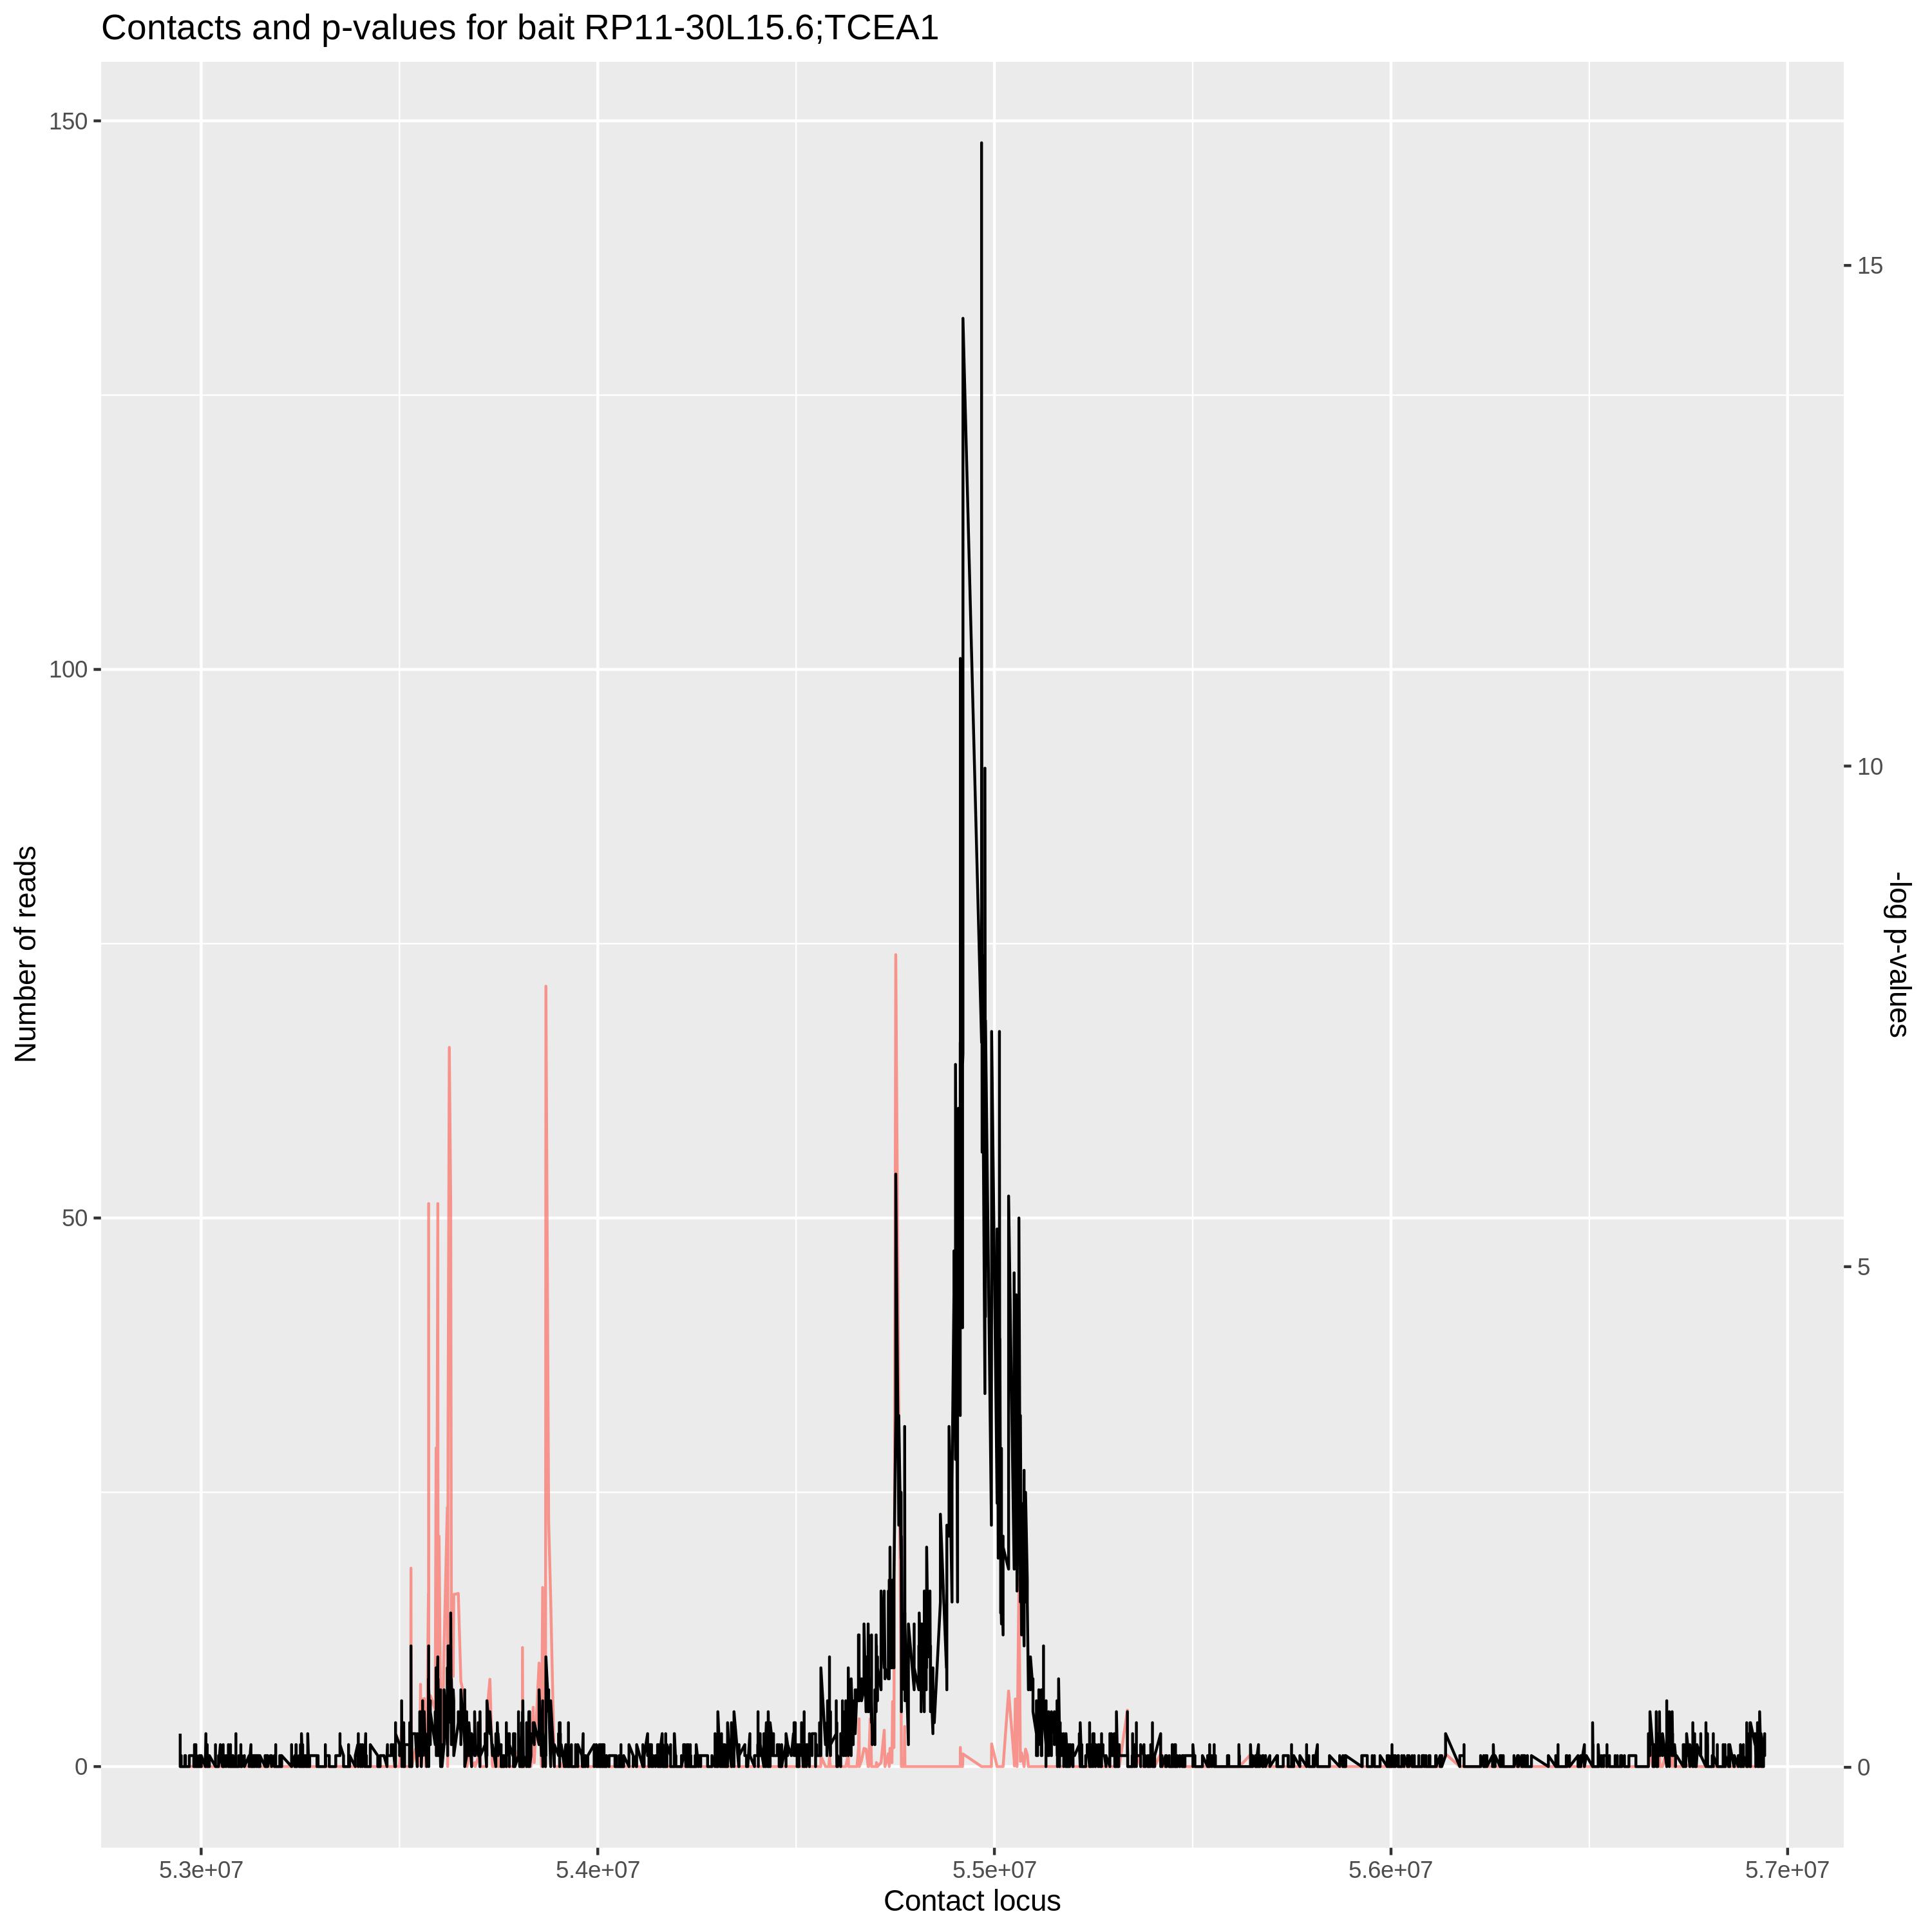 Contacts and p-values for bait RP11-30L15.6;TCEA1
150
100
50
0
Number of reads
15
10
5
0
-log p-values
5.3e+07
5.4e+07
5.5e+07
5.6e+07
5.7e+07
Contact locus